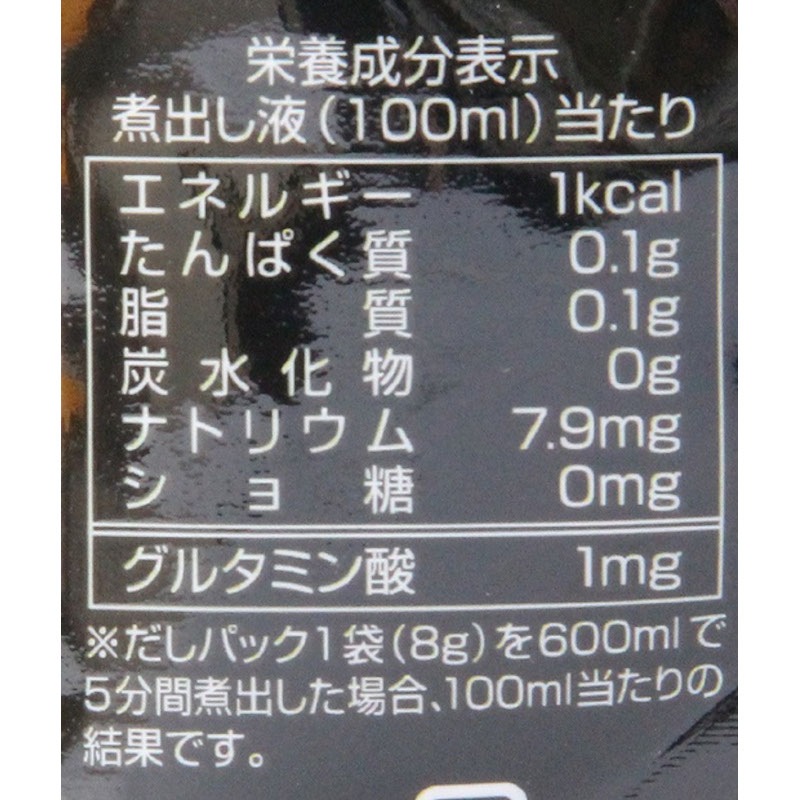 栄養成分表示
煮出し液(100ml)当たり
エネルギー 1kcal
たんぱく質 0.1g
脂質 0.1g
炭水化物 0g
ナトリウム 7.9mg
ショ糖 0mg
グルタミン酸 1mg
※だしパック1袋(8g)を600mlで
5分間煮出した場合、100ml当たりの
結果です。